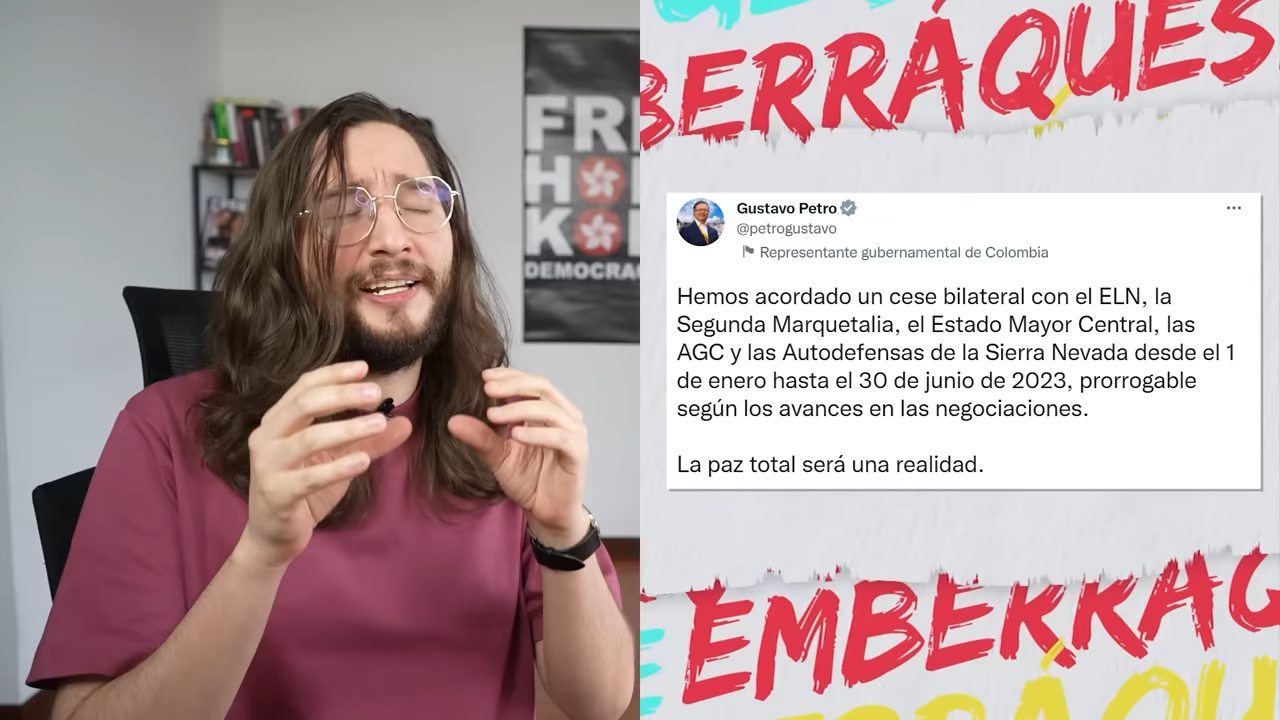 BERRÁQUES
FR
H
K
DEMOCRA
Gustavo Petro
@petrogustavo
Representante gubernamental de Colombia
Hemos acordado un cese bilateral con el ELN, la
Segunda Marquetalia, el Estado Mayor Central, las
AGC y las Autodefensas de la Sierra Nevada desde el 1
de enero hasta el 30 de junio de 2023, prorrogable
según los avances en las negociaciones.
La paz total será una realidad.
EMBERRÁQ